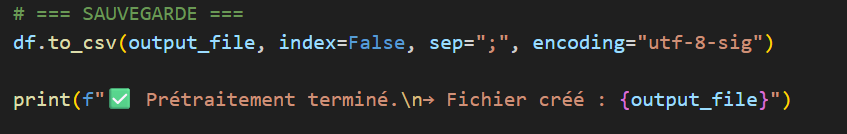 # === SAUVEGARDE ===
df.to_csv(output_file, index=False, sep=";", encoding="utf-8-sig")
print(f"✅ Prétraitement terminé.\n→ Fichier créé : {output_file}")